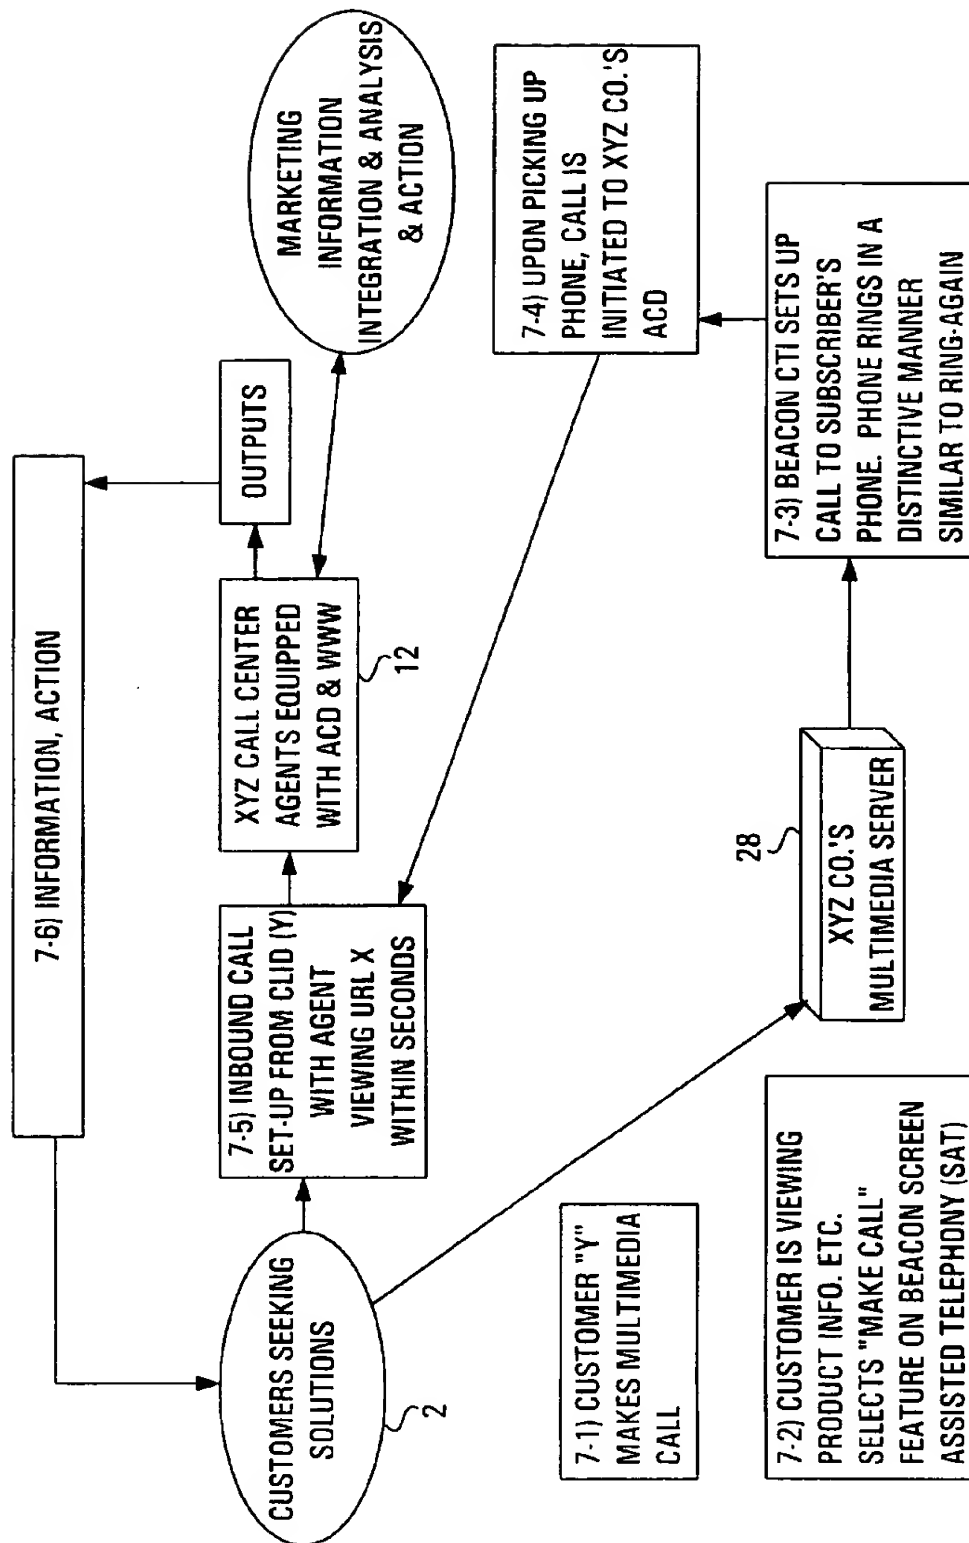 7-6) INFORMATION, ACTION
CUSTOMERS SEEKING
SOLUTIONS
2
7-5) INBOUND CALL
SET-UP FROM CLID (Y)
WITH AGENT
VIEWING URL X
WITHIN SECONDS
XYZ CALL CENTER
AGENTS EQUIPPED
WITH ACD & WWW
12
OUTPUTS
MARKETING
INFORMATION
INTEGRATION & ANALYSIS
& ACTION
7-1) CUSTOMER "Y"
MAKES MULTIMEDIA
CALL
7-4) UPON PICKING UP
PHONE, CALL IS
INITIATED TO XYZ CO.'S
ACD
7-2) CUSTOMER IS VIEWING
PRODUCT INFO. ETC.
SELECTS "MAKE CALL"
FEATURE ON BEACON SCREEN
ASSISTED TELEPHONY (SAT)
28
XYZ CO.'S
MULTIMEDIA SERVER
7-3) BEACON CTI SETS UP
CALL TO SUBSCRIBER'S
PHONE. PHONE RINGS IN A
DISTINCTIVE MANNER
SIMILAR TO RING-AGAIN